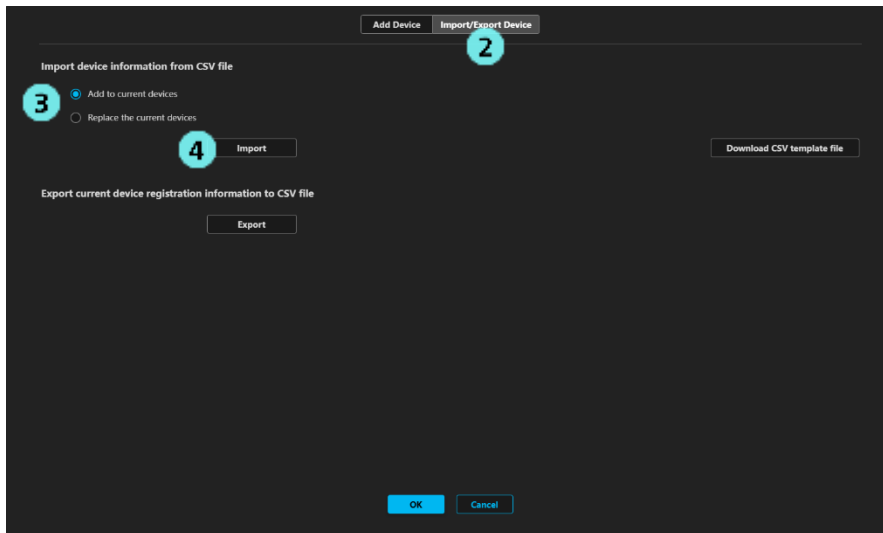 Add Device Import/Export Device
2
Import device information from CSV file
3
Add to current devices
Replace the current devices
4 Import Download CSV template file
Export current device registration information to CSV file
Export
OK Cancel